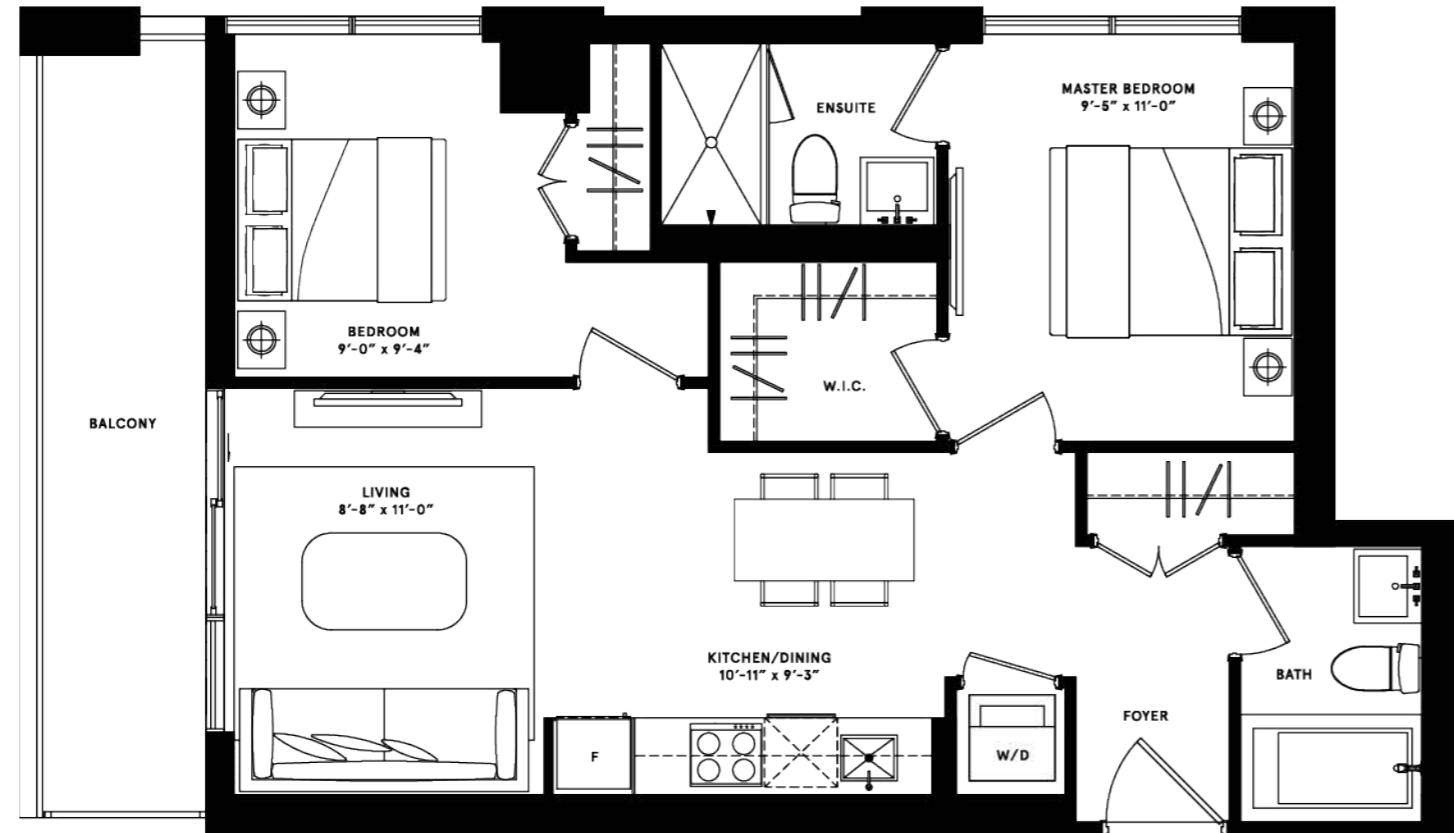 ENSUITE
MASTER BEDROOM
9'-5" x 11'-0"
BEDROOM
9'-0" x 9'-4"
W.I.C.
BALCONY
LIVING
8'-8" x 11'-0"
KITCHEN/DINING
10'-11" x 9'-3"
BATH
FOYER
F
W/D